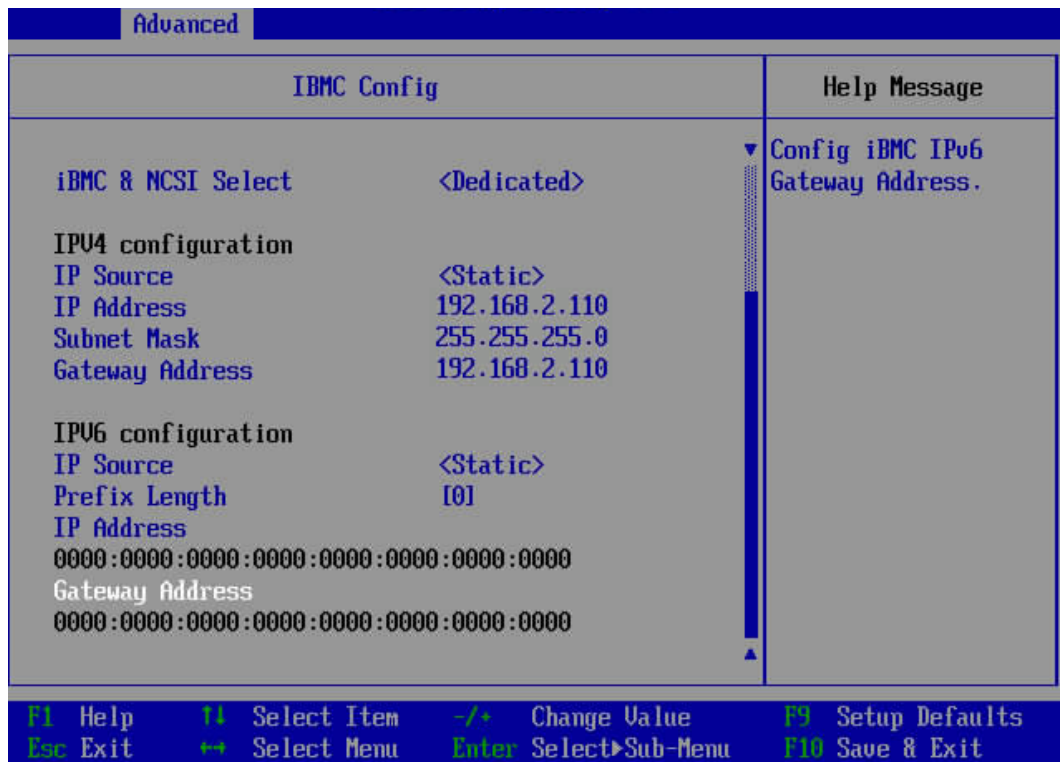 Advanced
IBMC Config
Help Message
Config iBMC IPv6
Gateway Address.
iBMC & NCSI Select <Dedicated>
IPV4 configuration
IP Source <Static>
IP Address 192.168.2.110
Subnet Mask 255.255.255.0
Gateway Address 192.168.2.110
IPV6 configuration
IP Source <Static>
Prefix Length [0]
IP Address
0000:0000:0000:0000:0000:0000:0000:0000
Gateway Address
0000:0000:0000:0000:0000:0000:0000:0000
F1 Help ↑↓ Select Item -/+ Change Value F9 Setup Defaults
Esc Exit ←→ Select Menu Enter Select▶Sub-Menu F10 Save & Exit